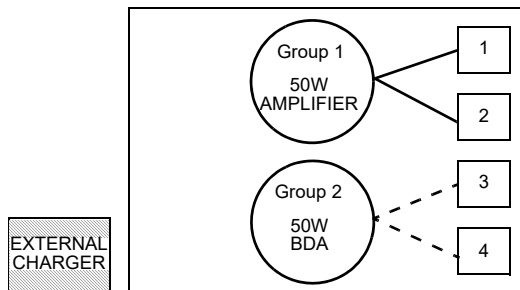 Group 1
50W
AMPLIFIER
1
2
Group 2
50W
BDA
3
4
EXTERNAL
CHARGER